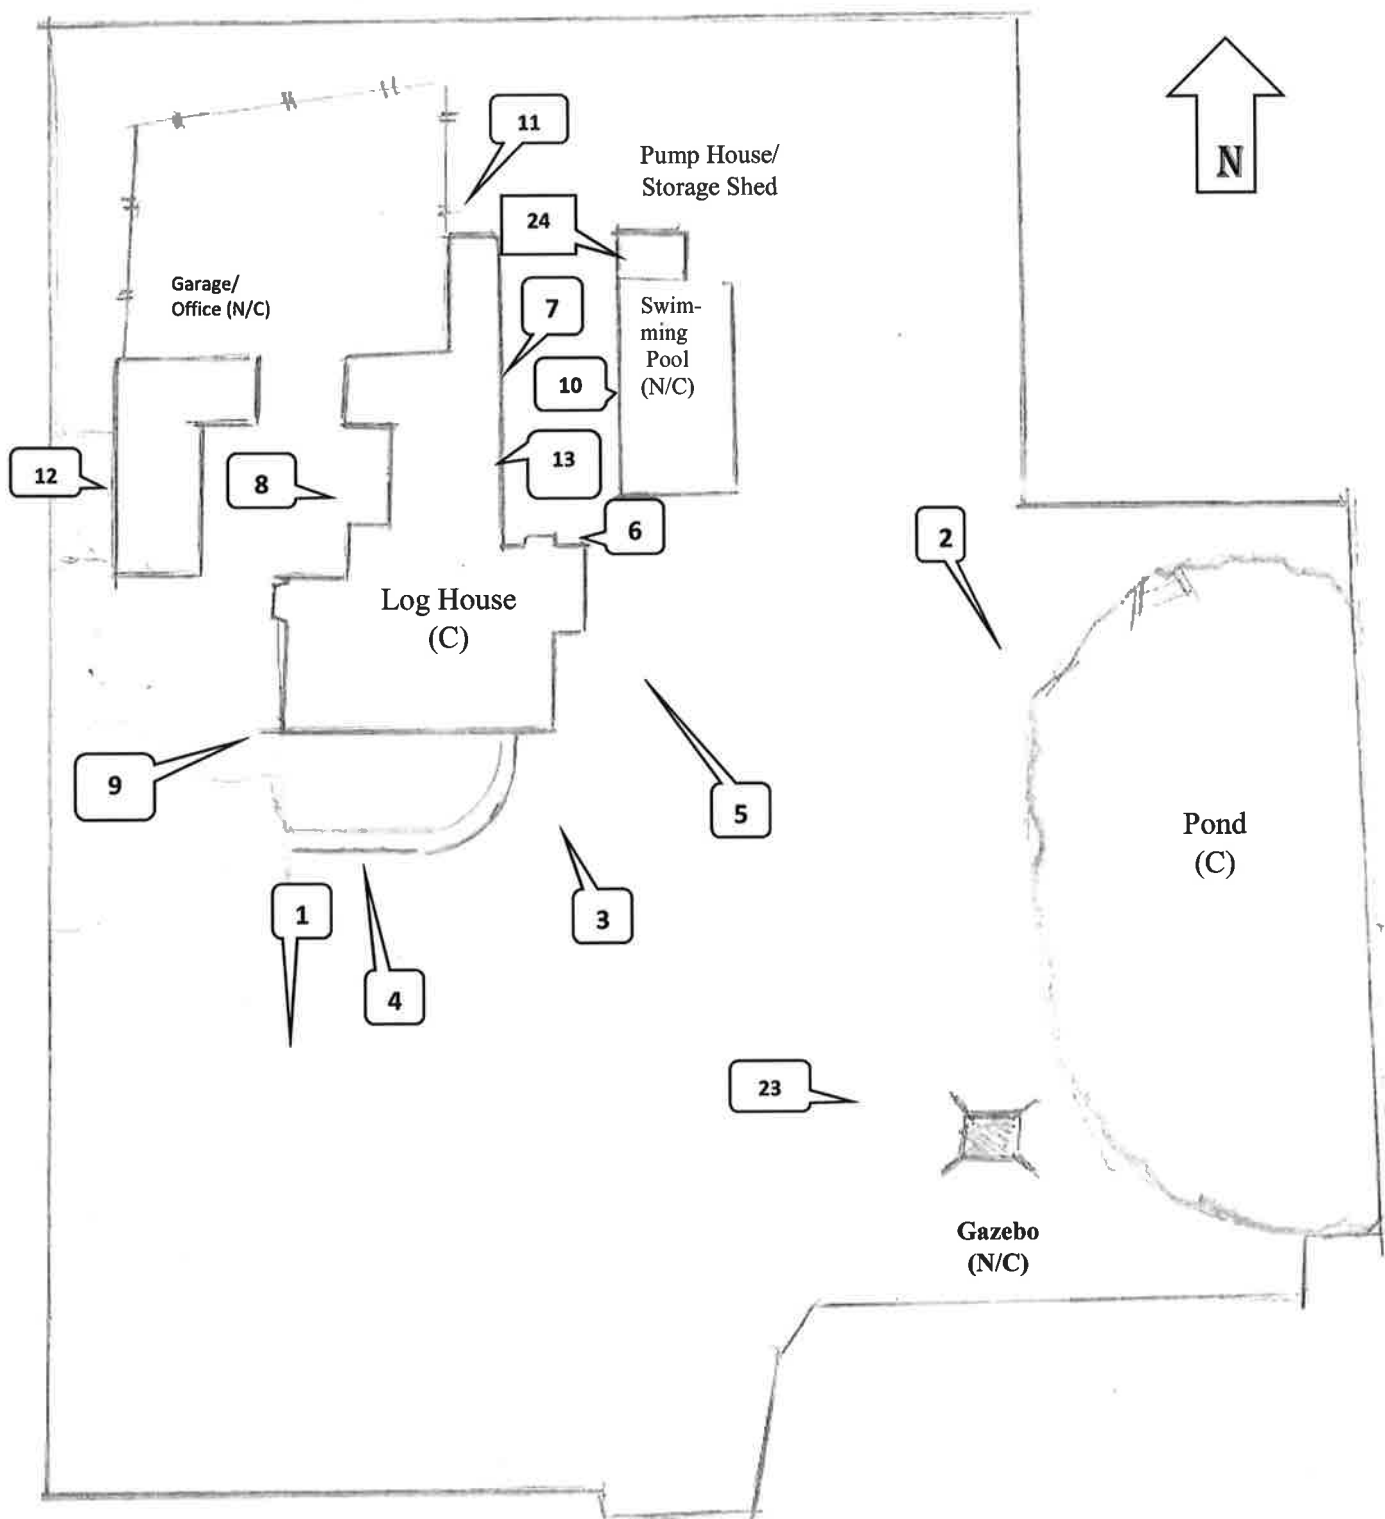 N
11
Pump House/
Storage Shed
24
Garage/
Office (N/C)
7
Swim-
ming
Pool
(N/C)
10
13
12
8
6
2
Log House
(C)
9
5
Pond
(C)
1
3
4
23
Gazebo
(N/C)